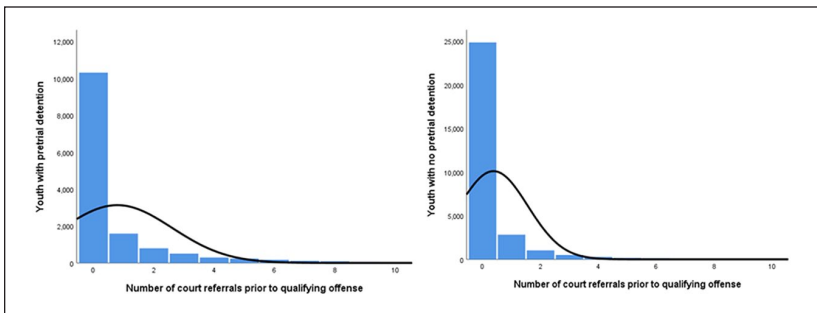 12,000
10,000
8,000
6,000
4,000
2,000
0
Youth with pretrial detention
0 2 4 6 8 10
Number of court referrals prior to qualifying offense
25,000
20,000
15,000
10,000
5,000
0
Youth with no pretrial detention
0 2 4 6 8 10
Number of court referrals prior to qualifying offense